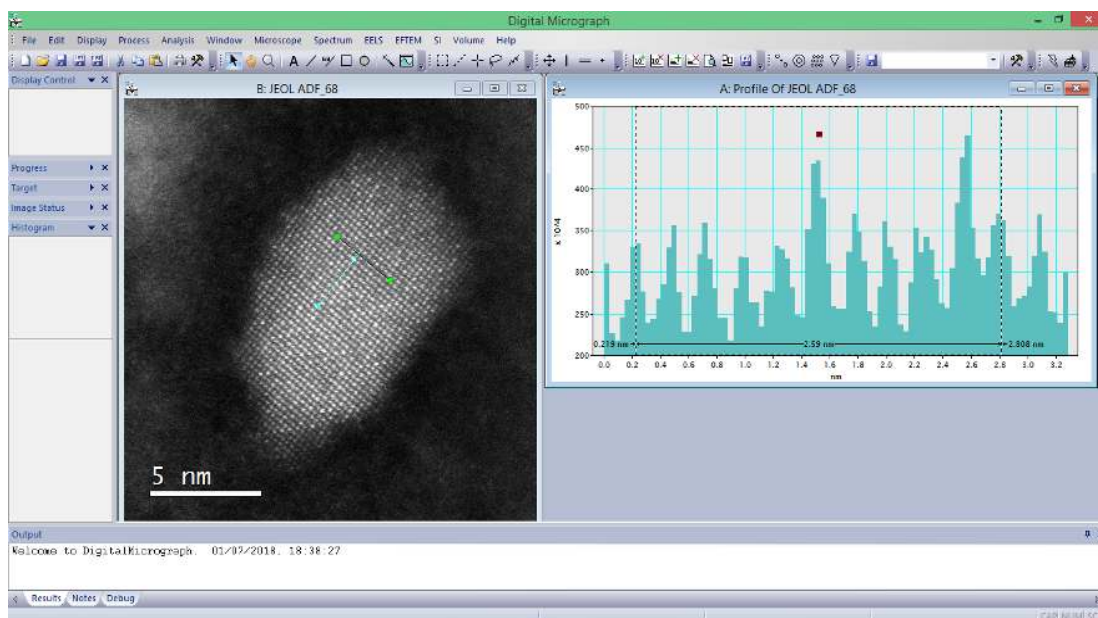 Digital Micrograph
File Edit Display Process Analysis Window Microscope Spectrum EELS EFTEM SI Volume Help
Display Control
B: JEOL ADF_68
A: Profile Of JEOL ADF_68
Progress
Target
Image Status
Histogram
5 nm
500
450
400
350
300
250
200
x 10^4
0.219 nm
2.59 nm
2.808 nm
0.0 0.2 0.4 0.6 0.8 1.0 1.2 1.4 1.6 1.8 2.0 2.2 2.4 2.6 2.8 3.0 3.2
nm
Output
Welcome to DigitalMicrograph. 01/07/2018, 18:38:27
Results Notes Debug